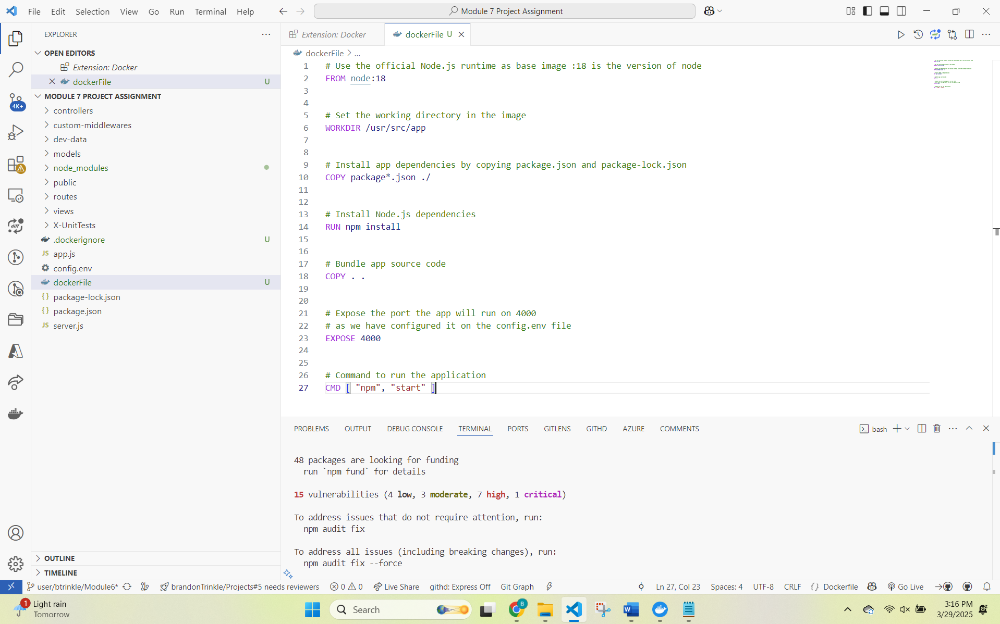 File Edit Selection View Go Run Terminal Help
Module 7 Project Assignment
EXPLORER
OPEN EDITORS
Extension: Docker
dockerFile U
MODULE 7 PROJECT ASSIGNMENT
controllers
custom-middlewares
dev-data
models
node_modules
public
routes
views
X-UnitTests
.dockerignore U
JS app.js
config.env
dockerFile U
{} package-lock.json
{} package.json
JS server.js
OUTLINE
TIMELINE
4K+
diff
Extension: Docker
dockerFile U
dockerFile > ...
1 # Use the official Node.js runtime as base image :18 is the version of node
2 FROM node:18
3
4
5 # Set the working directory in the image
6 WORKDIR /usr/src/app
7
8
9 # Install app dependencies by copying package.json and package-lock.json
10 COPY package*.json ./
11
12
13 # Install Node.js dependencies
14 RUN npm install
15
16
17 # Bundle app source code
18 COPY . .
19
20
21 # Expose the port the app will run on 4000
22 # as we have configured it on the config.env file
23 EXPOSE 4000
24
25
26 # Command to run the application
27 CMD [ "npm", "start" ]
PROBLEMS OUTPUT DEBUG CONSOLE TERMINAL PORTS GITLENS GITHD AZURE COMMENTS
bash
48 packages are looking for funding
run `npm fund` for details
15 vulnerabilities (4 low, 3 moderate, 7 high, 1 critical)
To address issues that do not require attention, run:
npm audit fix
To address all issues (including breaking changes), run:
npm audit fix --force
user/btrinkle/Module6* brandonTrinkle/Projects#5 needs reviewers 0 0 Live Share githd: Express Off Git Graph Ln 27, Col 23 Spaces: 4 UTF-8 CRLF {} Dockerfile Go Live
1
Light rain
Tomorrow
Search
B
3:16 PM
3/29/2025